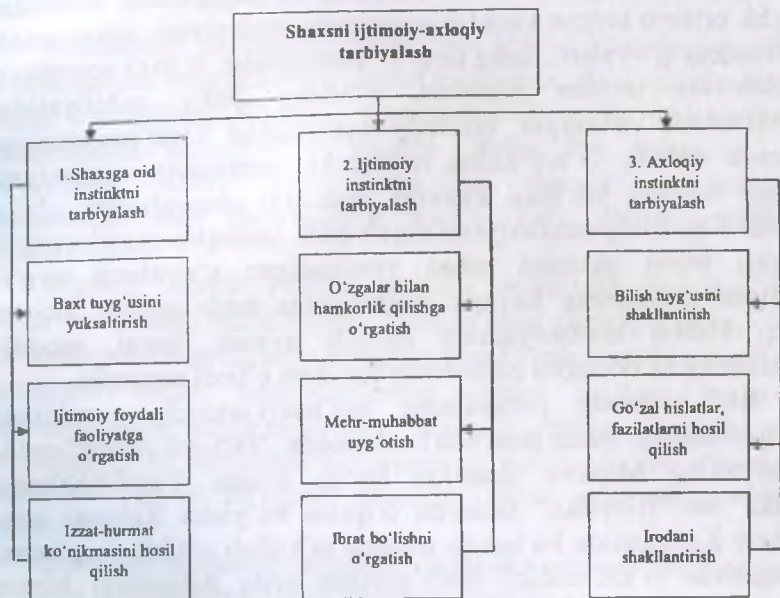 Shaxsni ijtimoiy-axloqiy
tarbiyalash
1.Shaxsga oid
instinktni
tarbiyalash
2. Ijtimoiy
instinktni
tarbiyalash
3. Axloqiy
instinktni
tarbiyalash
Baxt tuyg‘usini
yuksaltirish
O‘zgalar bilan
hamkorlik qilishga
o‘rgatish
Bilish tuyg‘usini
shakllantirish
Ijtimoiy foydali
faoliyatga
o‘rgatish
Mehr-muhabbat
uyg‘otish
Go‘zal hislatlar,
fazilatlarni hosil
qilish
Izzat-hurmat
ko‘nikmasini hosil
qilish
Ibrat bo‘lishni
o‘rgatish
Irodani
shakllantirish